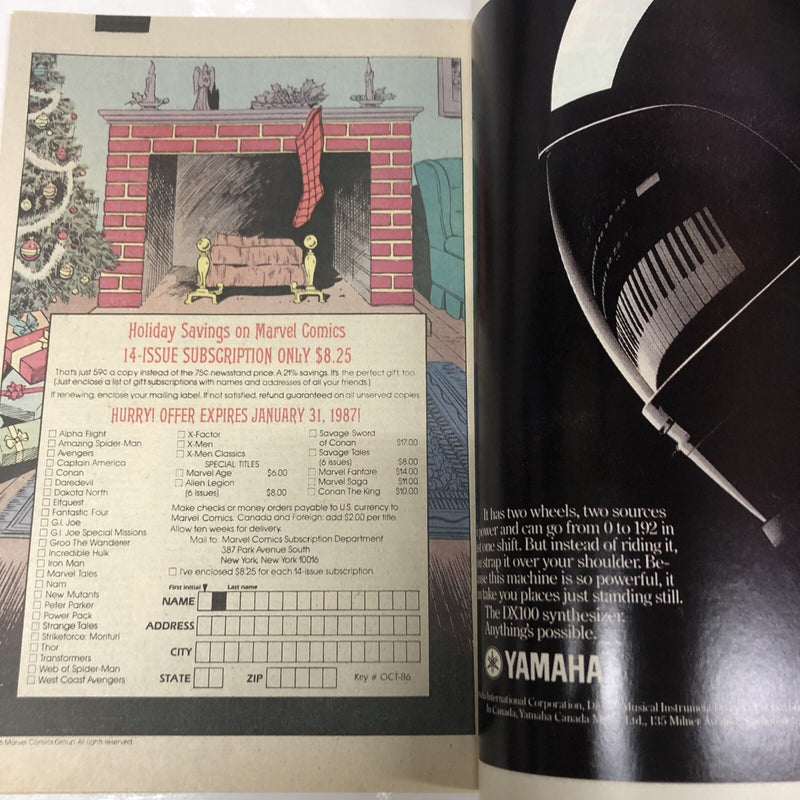 Holiday Savings on Marvel Comics
14-ISSUE SUBSCRIPTION ONLY $8.25
That's just 59¢ a copy instead of the 75¢ newsstand price. A 21% savings. It's the perfect gift, too.
(Just enclose a list of gift subscriptions with names and addresses of all your friends.)
If renewing, enclose your mailing label. If not satisfied, refund guaranteed on all unserved copies.
HURRY! OFFER EXPIRES JANUARY 31, 1987!
Alpha Flight
Amazing Spider-Man
Avengers
Captain America
Conan
Daredevil
Dakota North
Elfquest
Fantastic Four
G.I. Joe
G.I. Joe Special Missions
Groo The Wanderer
Incredible Hulk
Iron Man
Marvel Tales
Nam
New Mutants
Peter Parker
Power Pack
Strange Tales
Strikeforce: Morituri
Thor
Transformers
Web of Spider-Man
West Coast Avengers
X-Factor
X-Men
X-Men Classics
SPECIAL TITLES
Marvel Age $6.00
Alien Legion
(6 issues) $8.00
Savage Sword
of Conan $17.00
Savage Tales
(6 issues) $8.00
Marvel Fanfare $14.00
Marvel Saga $11.00
Conan The King $10.00
Make checks or money orders payable to U.S. currency to
Marvel Comics. Canada and Foreign: add $2.00 per title.
Allow ten weeks for delivery.
Mail to: Marvel Comics Subscription Department
387 Park Avenue South
New York, New York 10016
I've enclosed $8.25 for each 14-issue subscription.
First initial Last name
NAME
ADDRESS
CITY
STATE ZIP Key # OCT-86
6 Marvel Comics Group. All rights reserved.
It has two wheels, two sources
power and can go from 0 to 192 in
one shift. But instead of riding it,
strap it over your shoulder. Be-
this machine is so powerful, it
take you places just standing still.
The DX100 synthesizer.
Anything's possible.
YAMAHA
International Corporation, Musical Instrument
In Canada, Yamaha Canada Ltd., 135 Milner